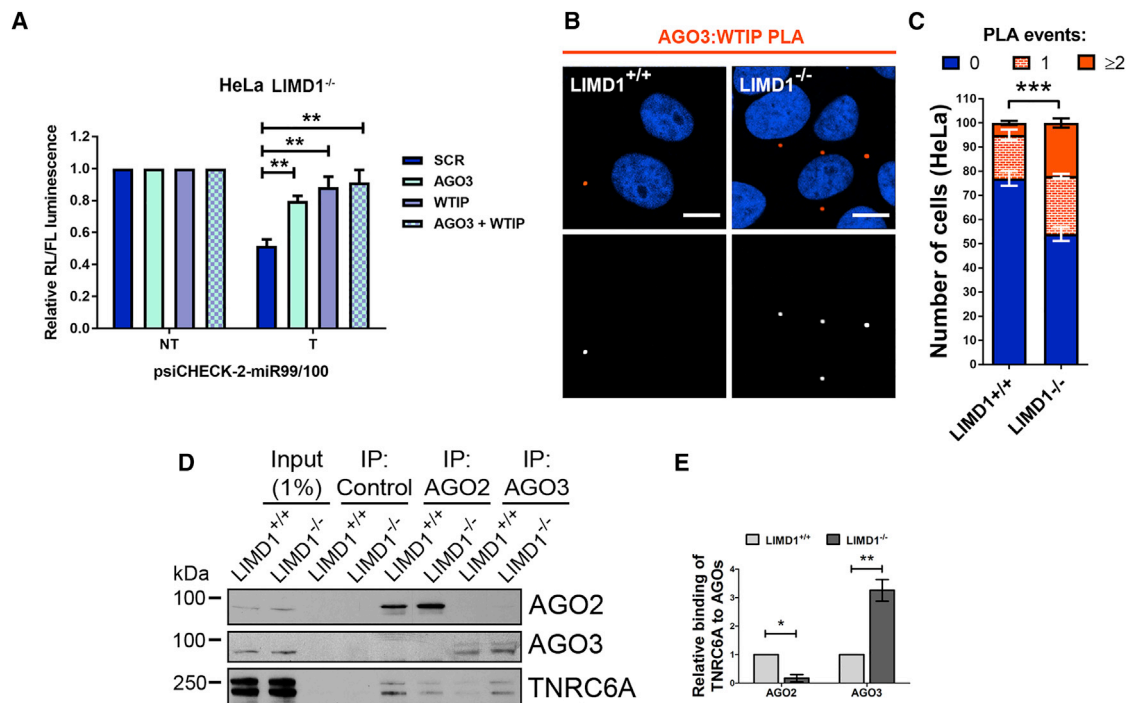 A
HeLa LIMD1-/-
Relative RL/FL luminescence
1.2
1.0
0.8
0.6
0.4
0.2
0.0
**
**
**
SCR
AGO3
WTIP
AGO3 + WTIP
NT
T
psiCHECK-2-miR99/100
B
AGO3:WTIP PLA
LIMD1+/+
LIMD1-/-
C
PLA events:
0
1
≥2
***
Number of cells (HeLa)
110
100
90
80
70
60
50
40
30
20
10
0
LIMD1+/+
LIMD1-/-
D
Input (1%)
IP: Control
IP: AGO2
IP: AGO3
LIMD1+/+
LIMD1-/-
LIMD1+/+
LIMD1-/-
LIMD1+/+
LIMD1-/-
LIMD1+/+
LIMD1-/-
kDa
100
AGO2
100
AGO3
250
TNRC6A
E
LIMD1+/+
LIMD1-/-
Relative binding of
TNRC6A to AGOs
4
3
2
1
0
*
**
AGO2
AGO3